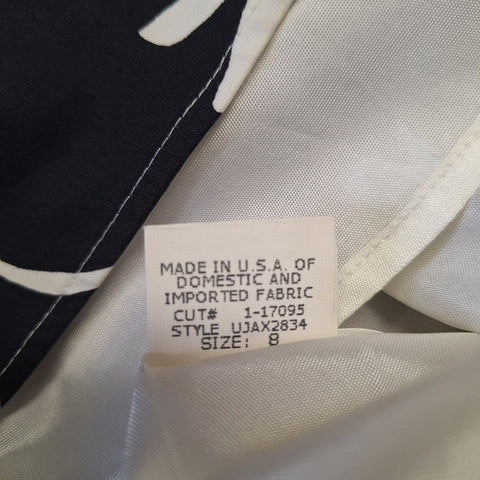 MADE IN U.S.A. OF
DOMESTIC AND
IMPORTED FABRIC
CUT# 1-17095
STYLE UJAX2834
SIZE: 8